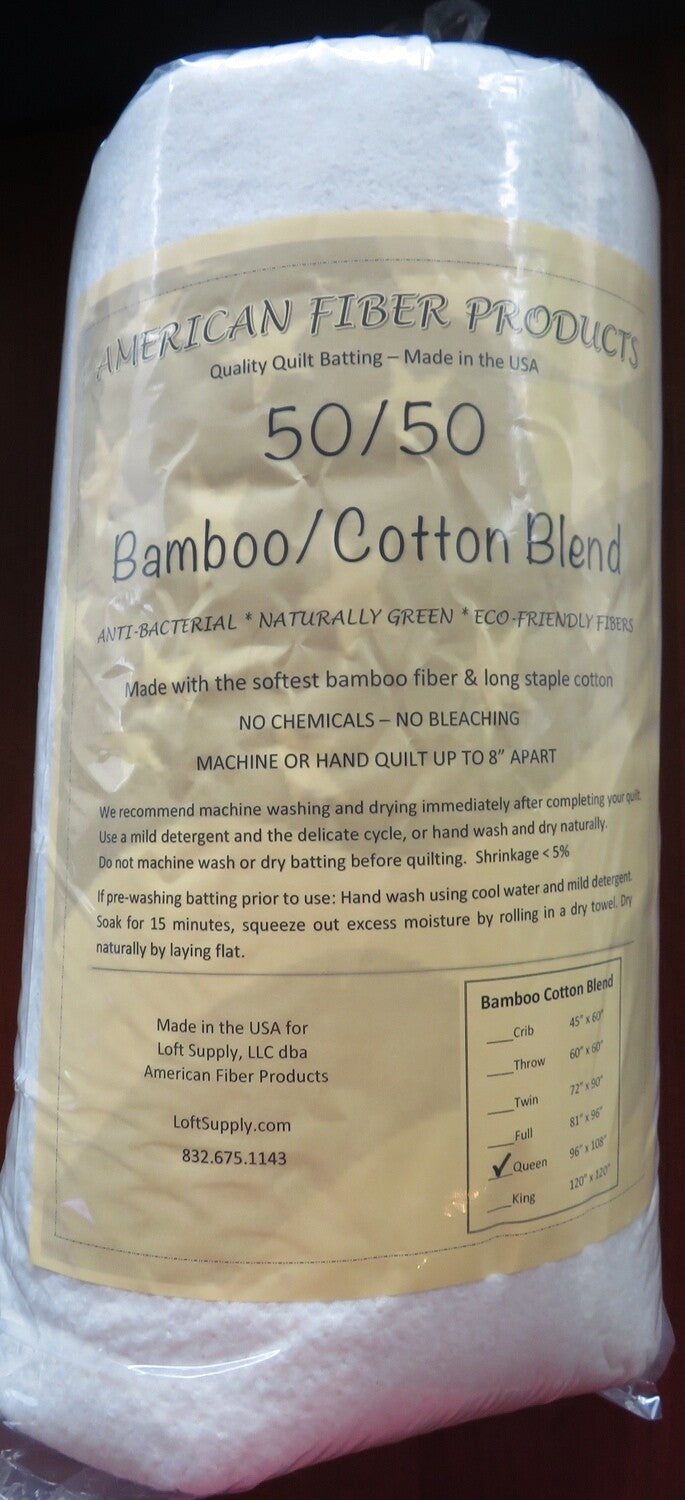 AMERICAN FIBER PRODUCTS
Quality Quilt Batting – Made in the USA
50/50
Bamboo/Cotton Blend
ANTI-BACTERIAL * NATURALLY GREEN * ECO-FRIENDLY FIBERS
Made with the softest bamboo fiber & long staple cotton
NO CHEMICALS – NO BLEACHING
MACHINE OR HAND QUILT UP TO 8" APART
We recommend machine washing and drying immediately after completing your quilt.
Use a mild detergent and the delicate cycle, or hand wash and dry naturally.
Do not machine wash or dry batting before quilting. Shrinkage < 5%
If pre-washing batting prior to use: Hand wash using cool water and mild detergent.
Soak for 15 minutes, squeeze out excess moisture by rolling in a dry towel. Dry
naturally by laying flat.
Made in the USA for
Loft Supply, LLC dba
American Fiber Products
LoftSupply.com
832.675.1143
Bamboo Cotton Blend
___Crib 45" x 60"
___Throw 60" x 60"
___Twin 72" x 90"
___Full 81" x 96"
✓ Queen 96" x 108"
___King 120" x 120"